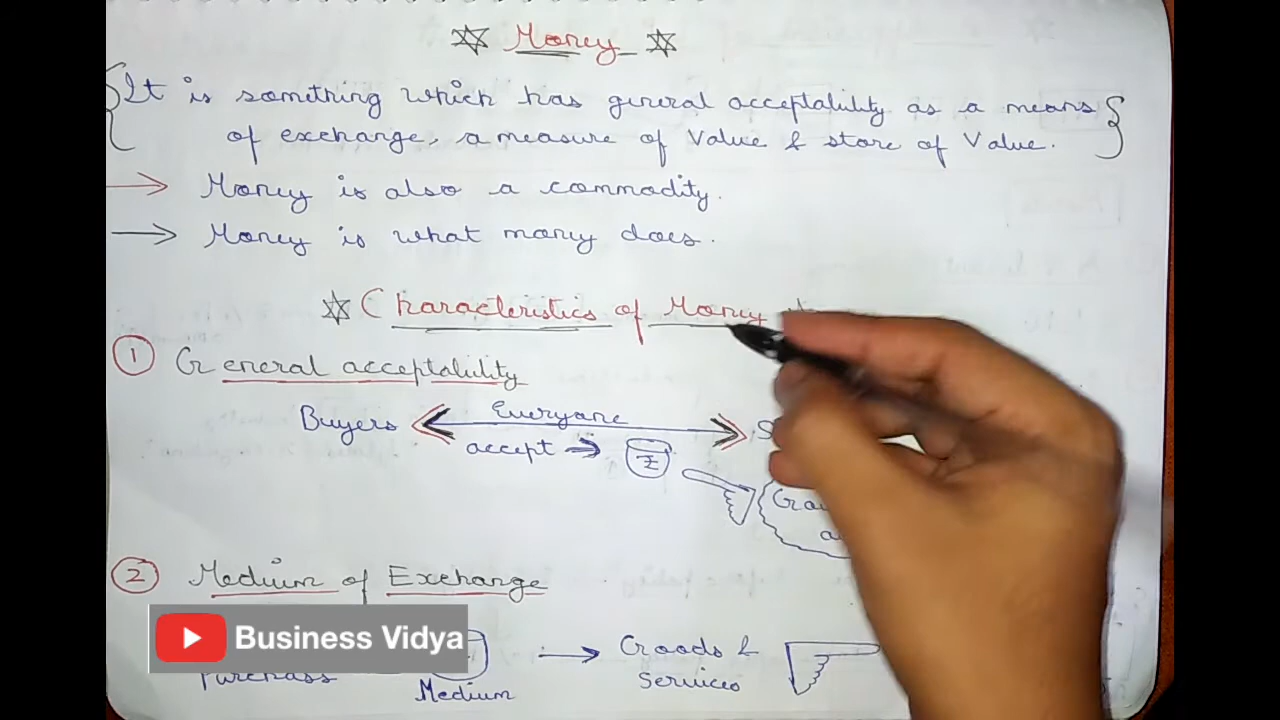 Money
It is something which has general acceptability as a means
of exchange, a measure of Value & store of Value.
Money is also a commodity.
Money is what money does.
Characteristics of Money
1 General acceptability
Buyers Everyone
accept
2 Medium of Exchange
Business Vidya
Goods &
Purchase
Services
Medium